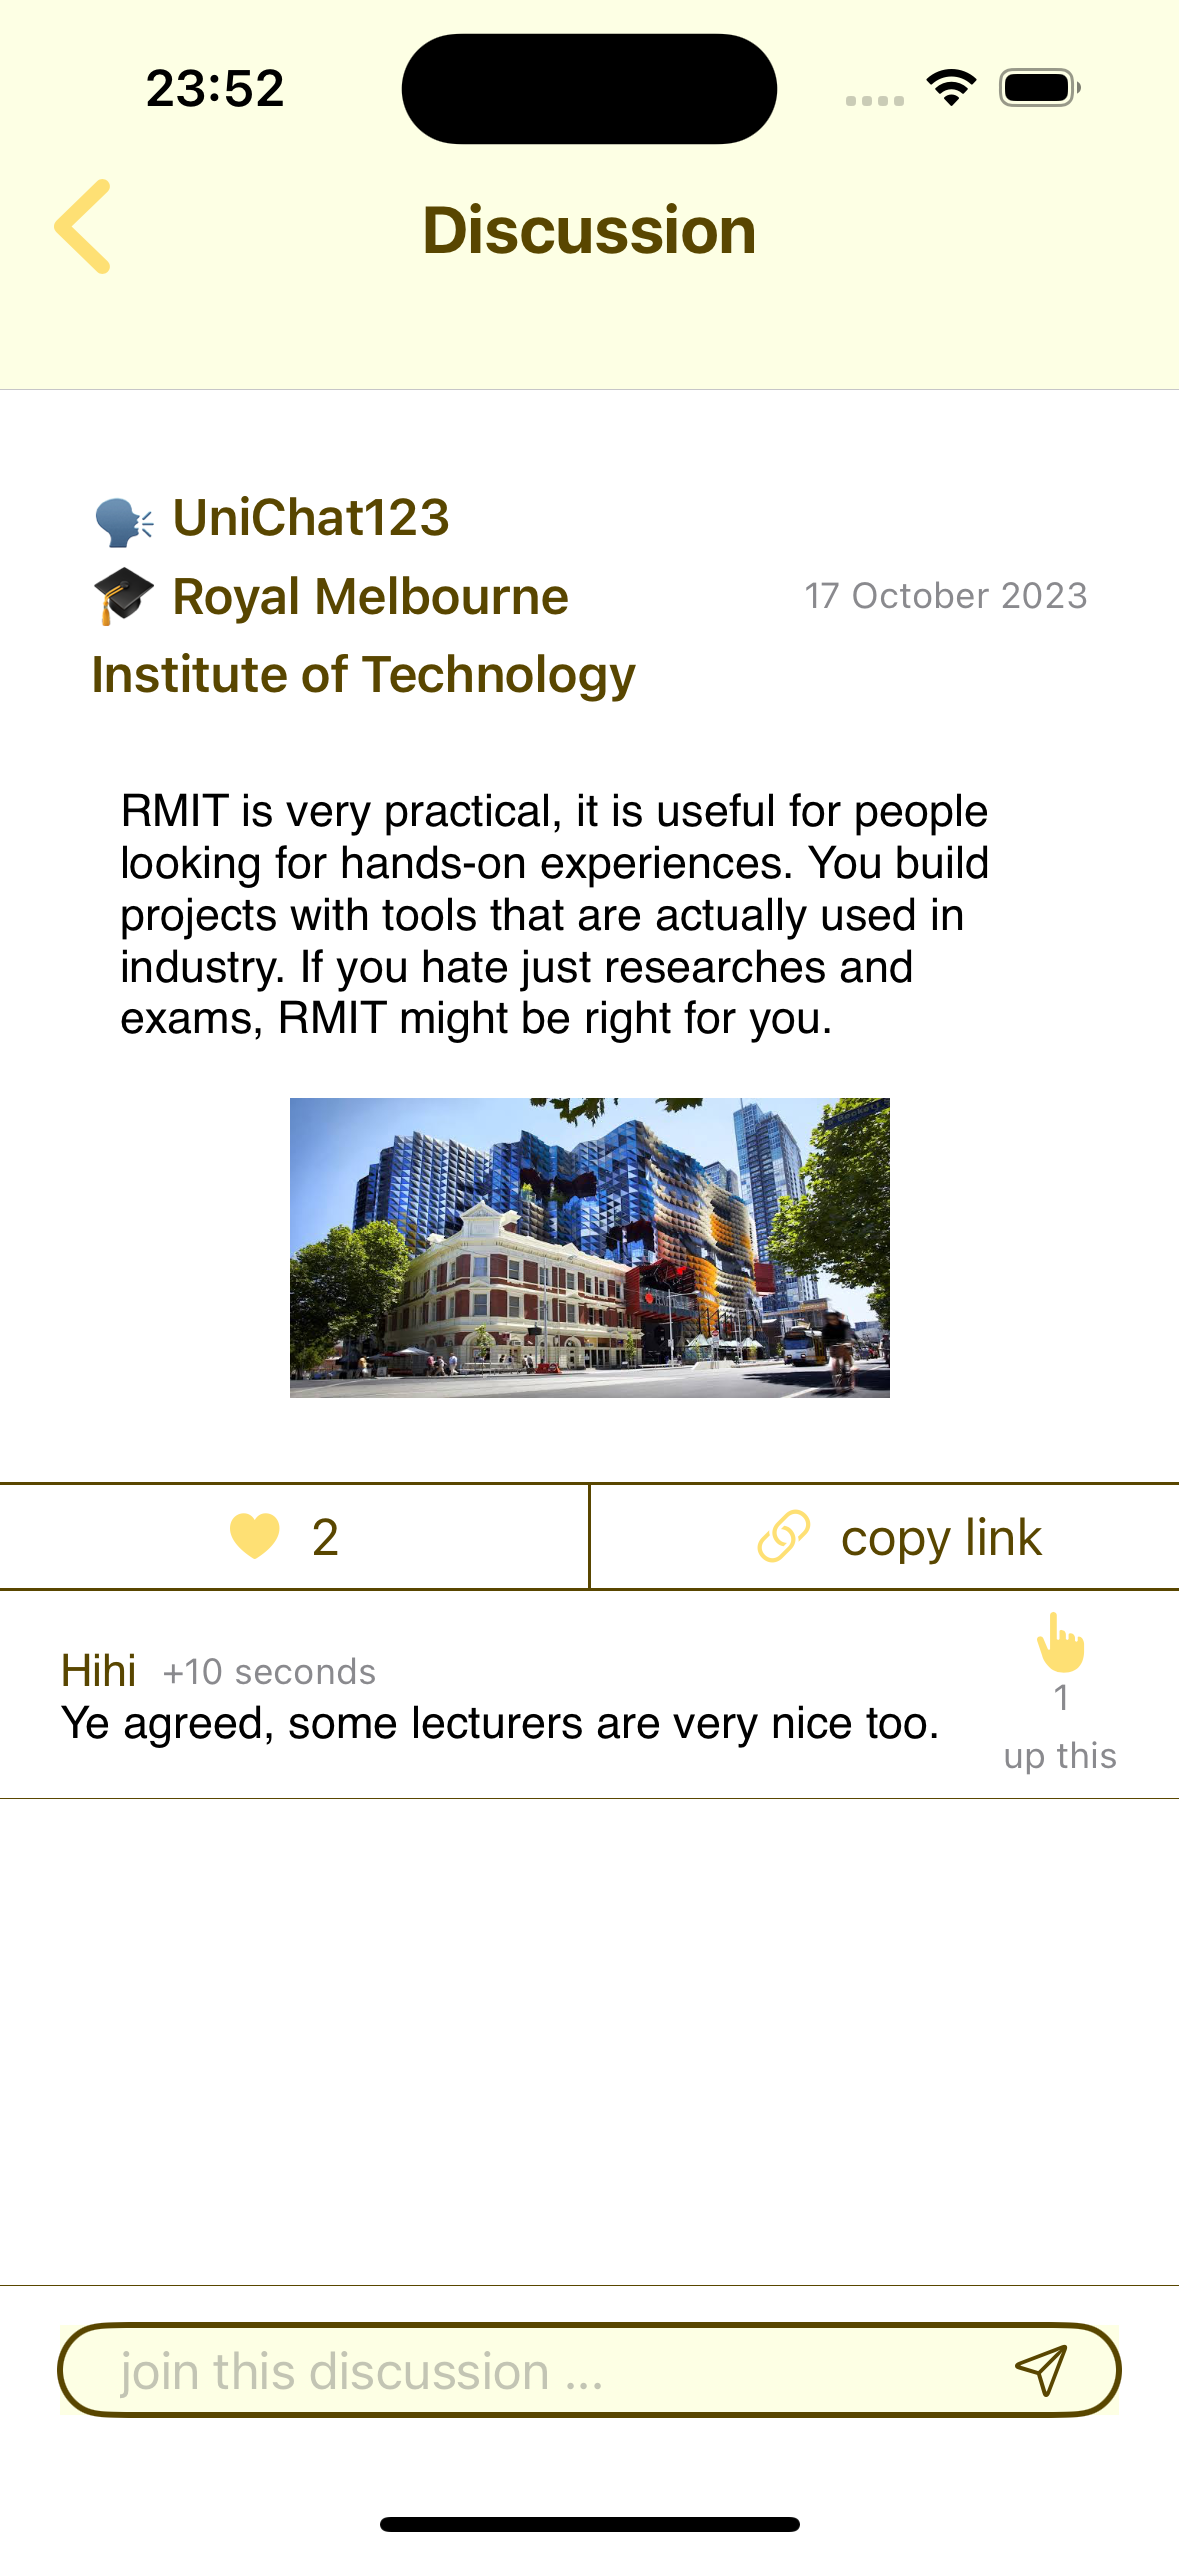 23:52
Discussion
🗣️ UniChat123
🎓 Royal Melbourne
Institute of Technology
17 October 2023
RMIT is very practical, it is useful for people
looking for hands-on experiences. You build
projects with tools that are actually used in
industry. If you hate just researches and
exams, RMIT might be right for you.
2
copy link
Hihi +10 seconds
Ye agreed, some lecturers are very nice too.
1
up this
join this discussion ...